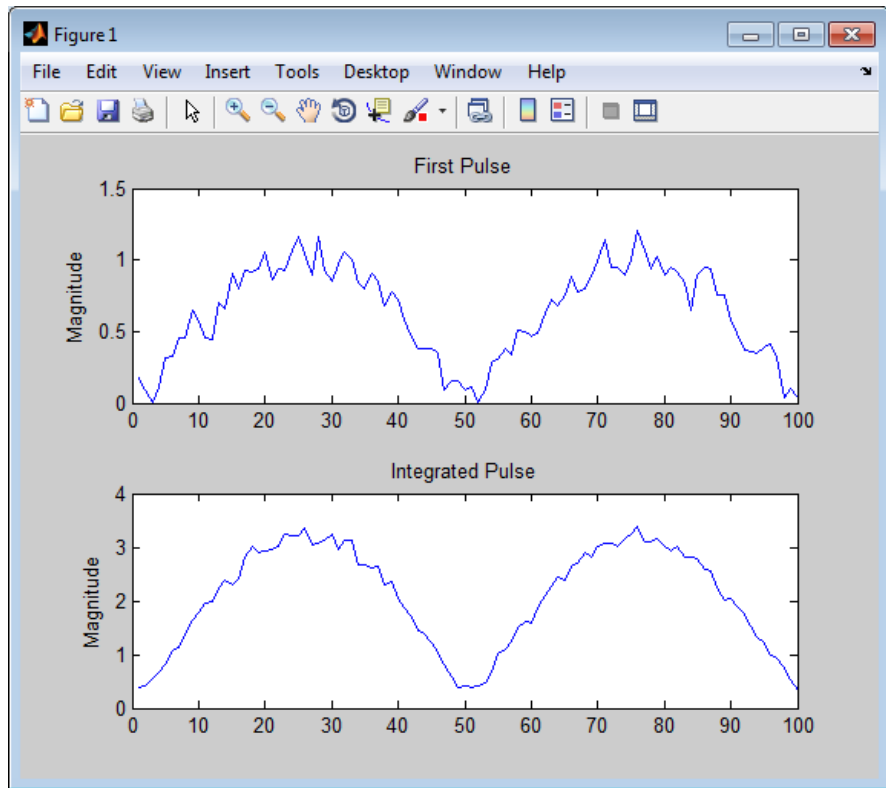 Figure 1
File Edit View Insert Tools Desktop Window Help
First Pulse
Magnitude
1.5
1
0.5
0
0 10 20 30 40 50 60 70 80 90 100
Integrated Pulse
Magnitude
4
3
2
1
0
0 10 20 30 40 50 60 70 80 90 100